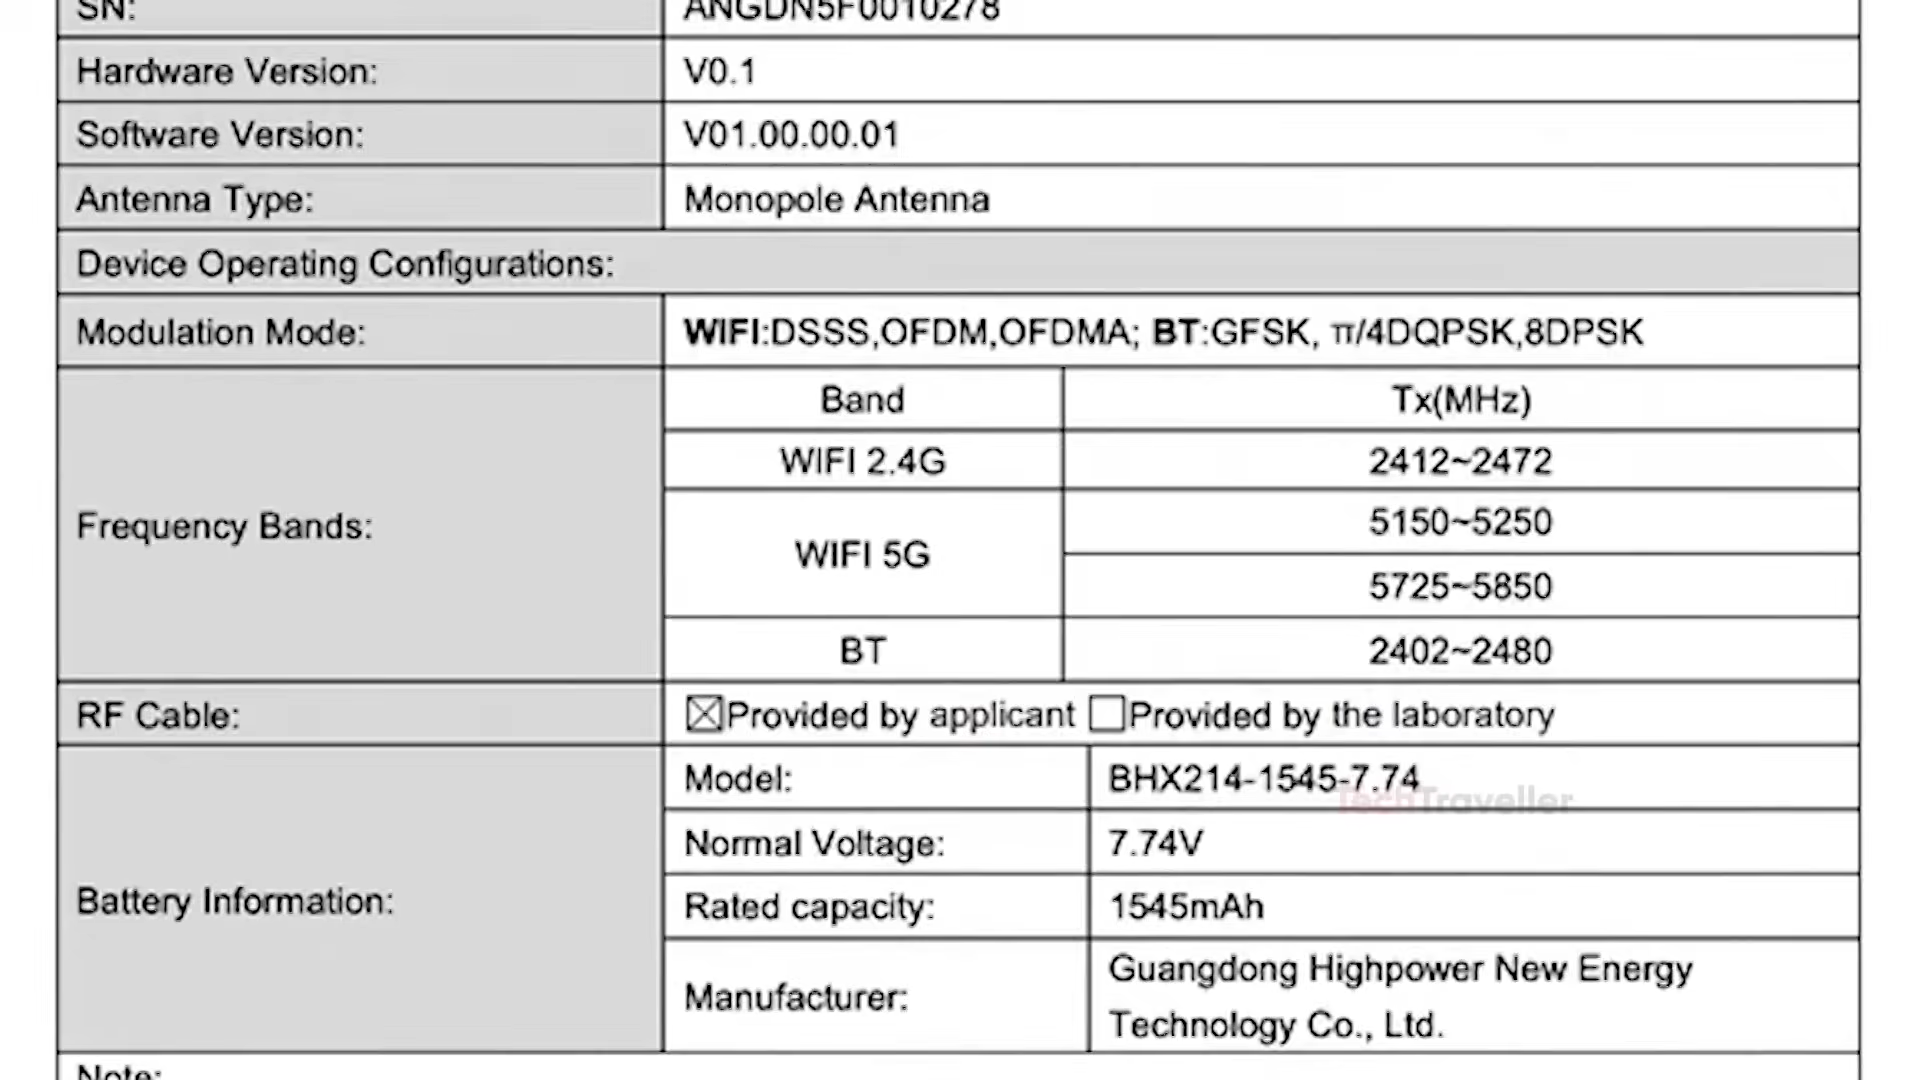 SN: ANGDN5F0010278
Hardware Version: V0.1
Software Version: V01.00.00.01
Antenna Type: Monopole Antenna
Device Operating Configurations:
Modulation Mode: WIFI:DSSS,OFDM,OFDMA; BT:GFSK, π/4DQPSK,8DPSK
Frequency Bands:
Band Tx(MHz)
WIFI 2.4G 2412~2472
WIFI 5G
5150~5250
5725~5850
BT 2402~2480
RF Cable: ☒Provided by applicant ☐Provided by the laboratory
Battery Information:
Model: BHX214-1545-7.74
TechTraveller
Normal Voltage: 7.74V
Rated capacity: 1545mAh
Manufacturer:
Guangdong Highpower New Energy
Technology Co., Ltd.
Note: